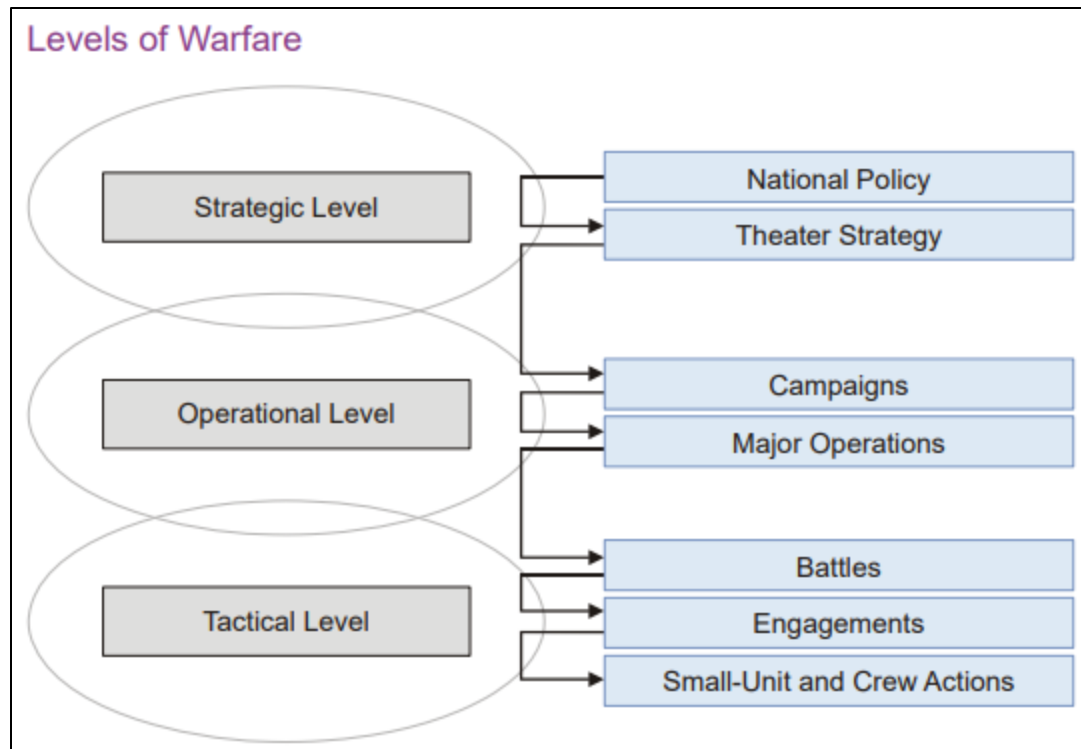 Levels of Warfare
Strategic Level
National Policy
Theater Strategy
Operational Level
Campaigns
Major Operations
Tactical Level
Battles
Engagements
Small-Unit and Crew Actions